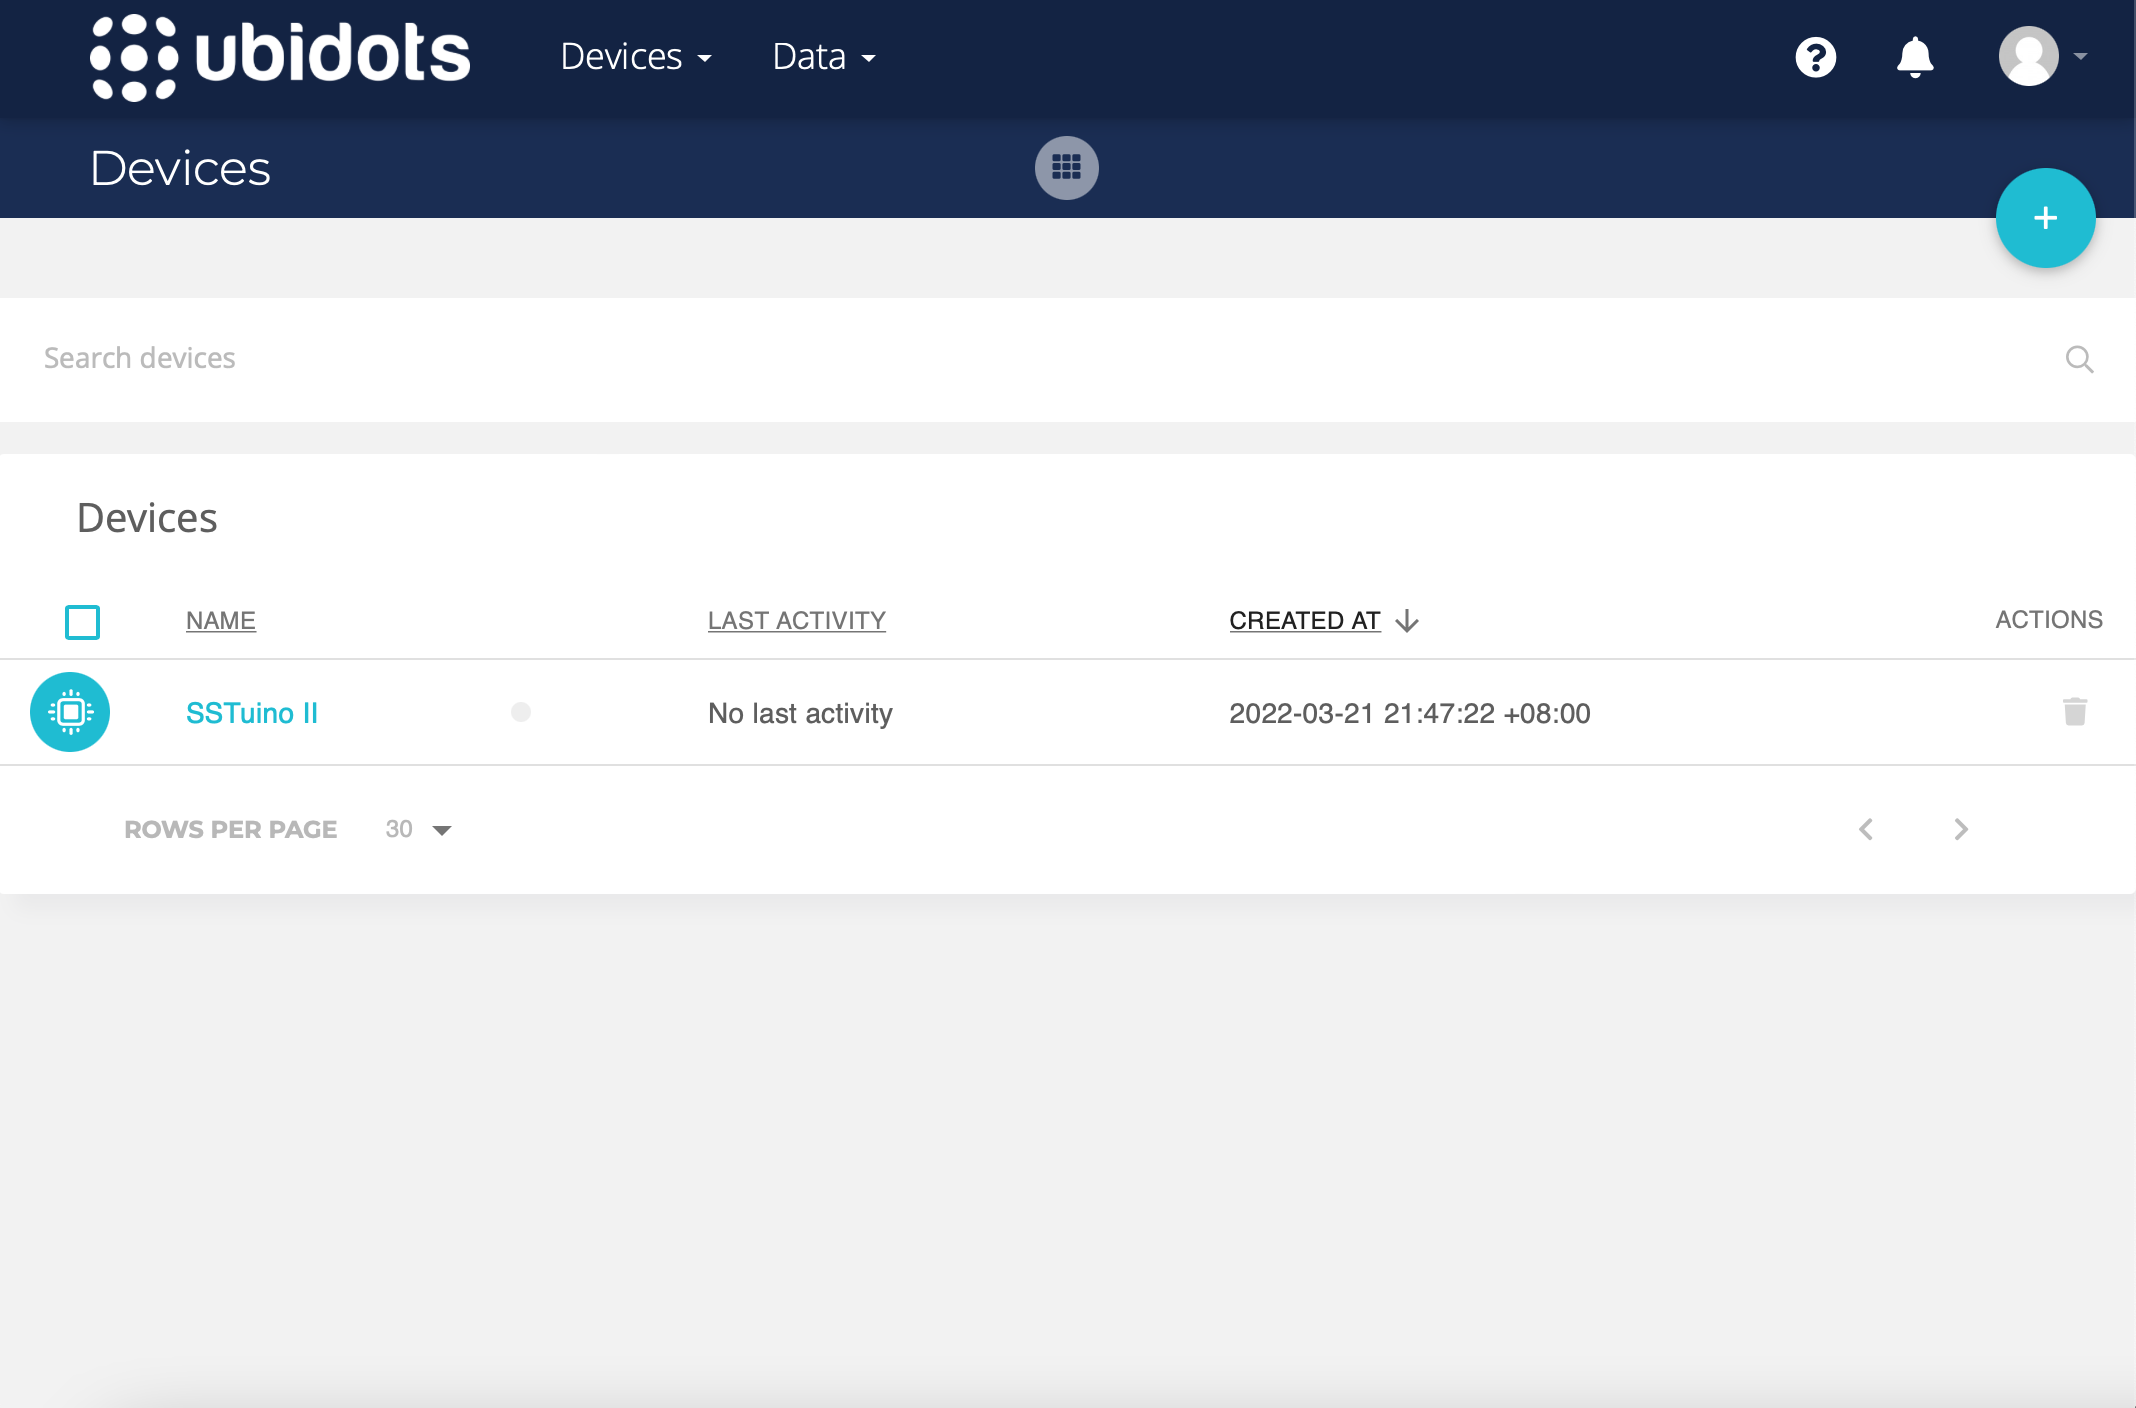 ubidots Devices Data
Devices
Search devices
Devices
NAME LAST ACTIVITY CREATED AT ACTIONS
SSTuino II No last activity 2022-03-21 21:47:22 +08:00
ROWS PER PAGE 30